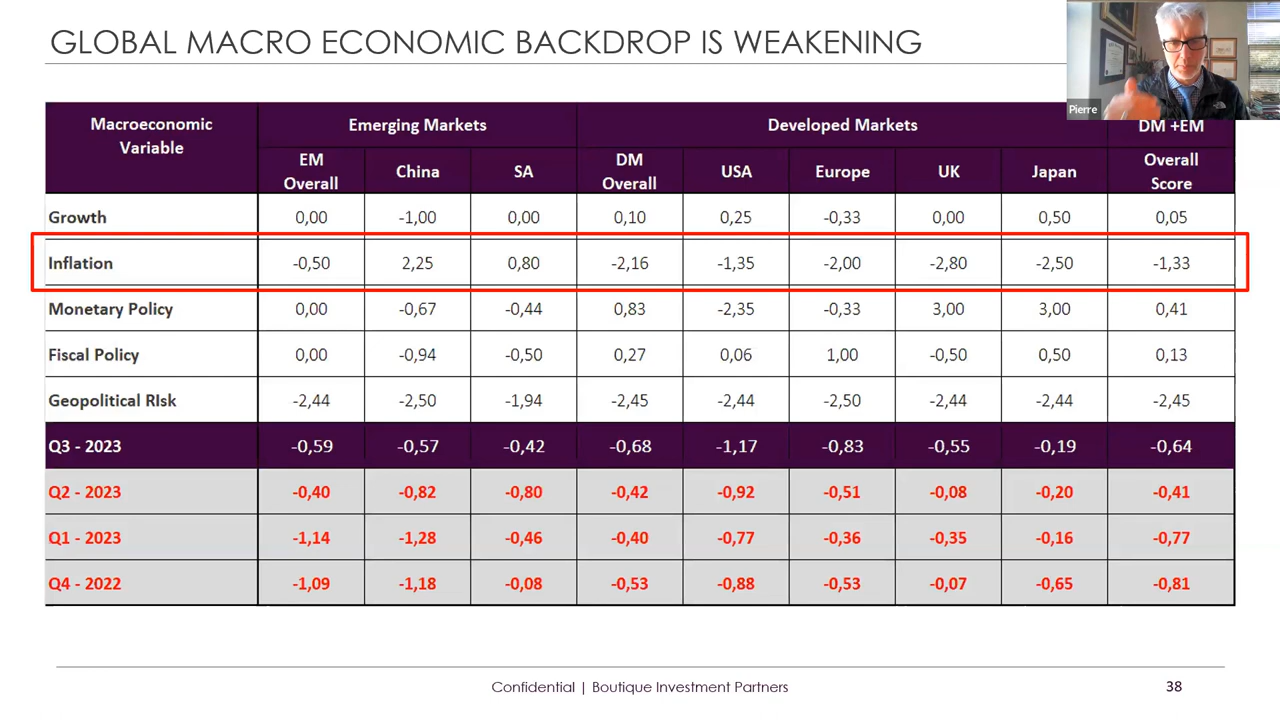 GLOBAL MACRO ECONOMIC BACKDROP IS WEAKENING
Pierre
Macroeconomic Variable Emerging Markets Developed Markets DM +EM
EM Overall China SA DM Overall USA Europe UK Japan Overall Score
Growth 0,00 -1,00 0,00 0,10 0,25 -0,33 0,00 0,50 0,05
Inflation -0,50 2,25 0,80 -2,16 -1,35 -2,00 -2,80 -2,50 -1,33
Monetary Policy 0,00 -0,67 -0,44 0,83 -2,35 -0,33 3,00 3,00 0,41
Fiscal Policy 0,00 -0,94 -0,50 0,27 0,06 1,00 -0,50 0,50 0,13
Geopolitical RIsk -2,44 -2,50 -1,94 -2,45 -2,44 -2,50 -2,44 -2,44 -2,45
Q3 - 2023 -0,59 -0,57 -0,42 -0,68 -1,17 -0,83 -0,55 -0,19 -0,64
Q2 - 2023 -0,40 -0,82 -0,80 -0,42 -0,92 -0,51 -0,08 -0,20 -0,41
Q1 - 2023 -1,14 -1,28 -0,46 -0,40 -0,77 -0,36 -0,35 -0,16 -0,77
Q4 - 2022 -1,09 -1,18 -0,08 -0,53 -0,88 -0,53 -0,07 -0,65 -0,81
Confidential | Boutique Investment Partners
38